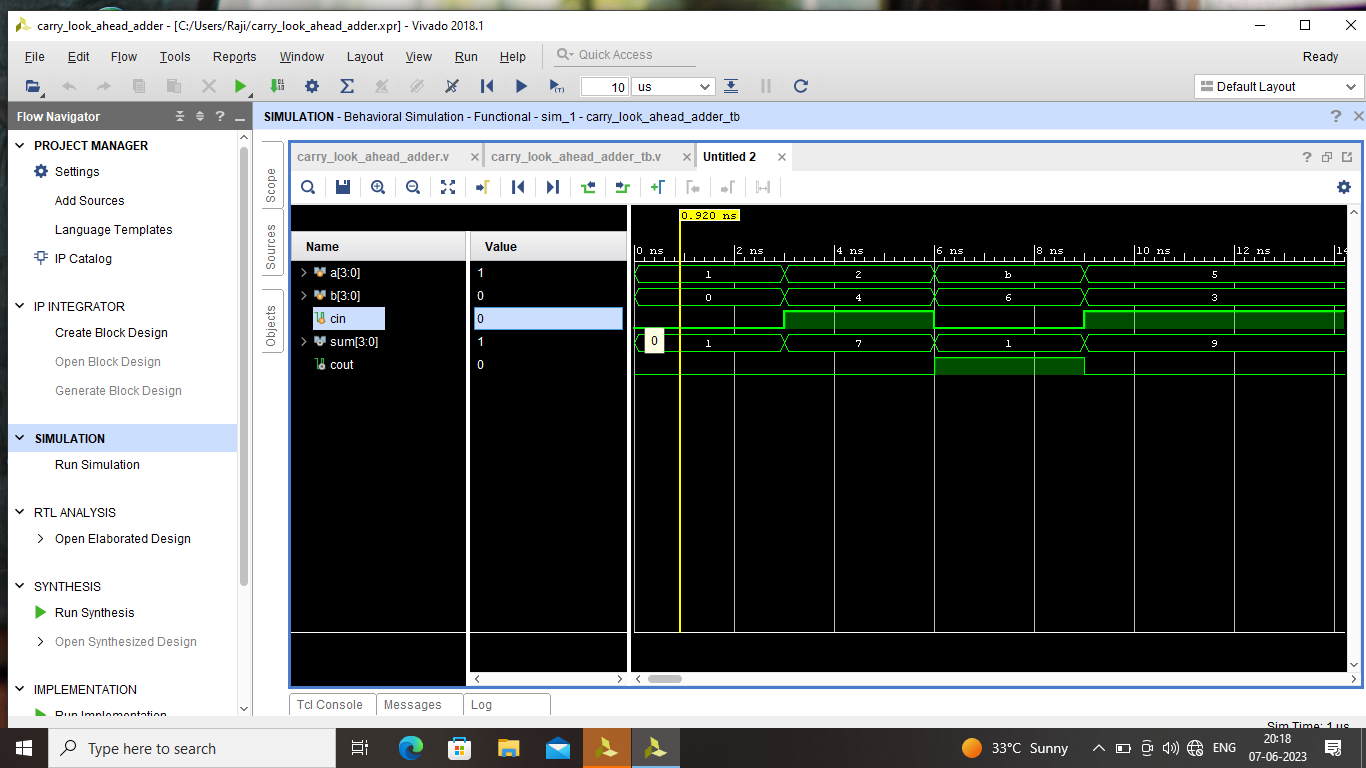 carry_look_ahead_adder - [C:/Users/Raji/carry_look_ahead_adder.xpr] - Vivado 2018.1
File Edit Flow Tools Reports Window Layout View Run Help Quick Access Ready
10 us Default Layout
Flow Navigator
SIMULATION - Behavioral Simulation - Functional - sim_1 - carry_look_ahead_adder_tb
PROJECT MANAGER
Settings
Add Sources
Language Templates
IP Catalog
IP INTEGRATOR
Create Block Design
Open Block Design
Generate Block Design
SIMULATION
Run Simulation
RTL ANALYSIS
Open Elaborated Design
SYNTHESIS
Run Synthesis
Open Synthesized Design
IMPLEMENTATION
Run Implementation
Scope
Sources
Objects
carry_look_ahead_adder.v carry_look_ahead_adder_tb.v Untitled 2
0.920 ns
Name Value
0 ns 2 ns 4 ns 6 ns 8 ns 10 ns 12 ns 14
a[3:0] 1 1 2 b 5
b[3:0] 0 0 4 6 3
cin 0
sum[3:0] 1 0 1 7 1 9
cout 0
Tcl Console Messages Log
Sim Time: 1 us
Type here to search
33°C Sunny
ENG
20:18
07-06-2023